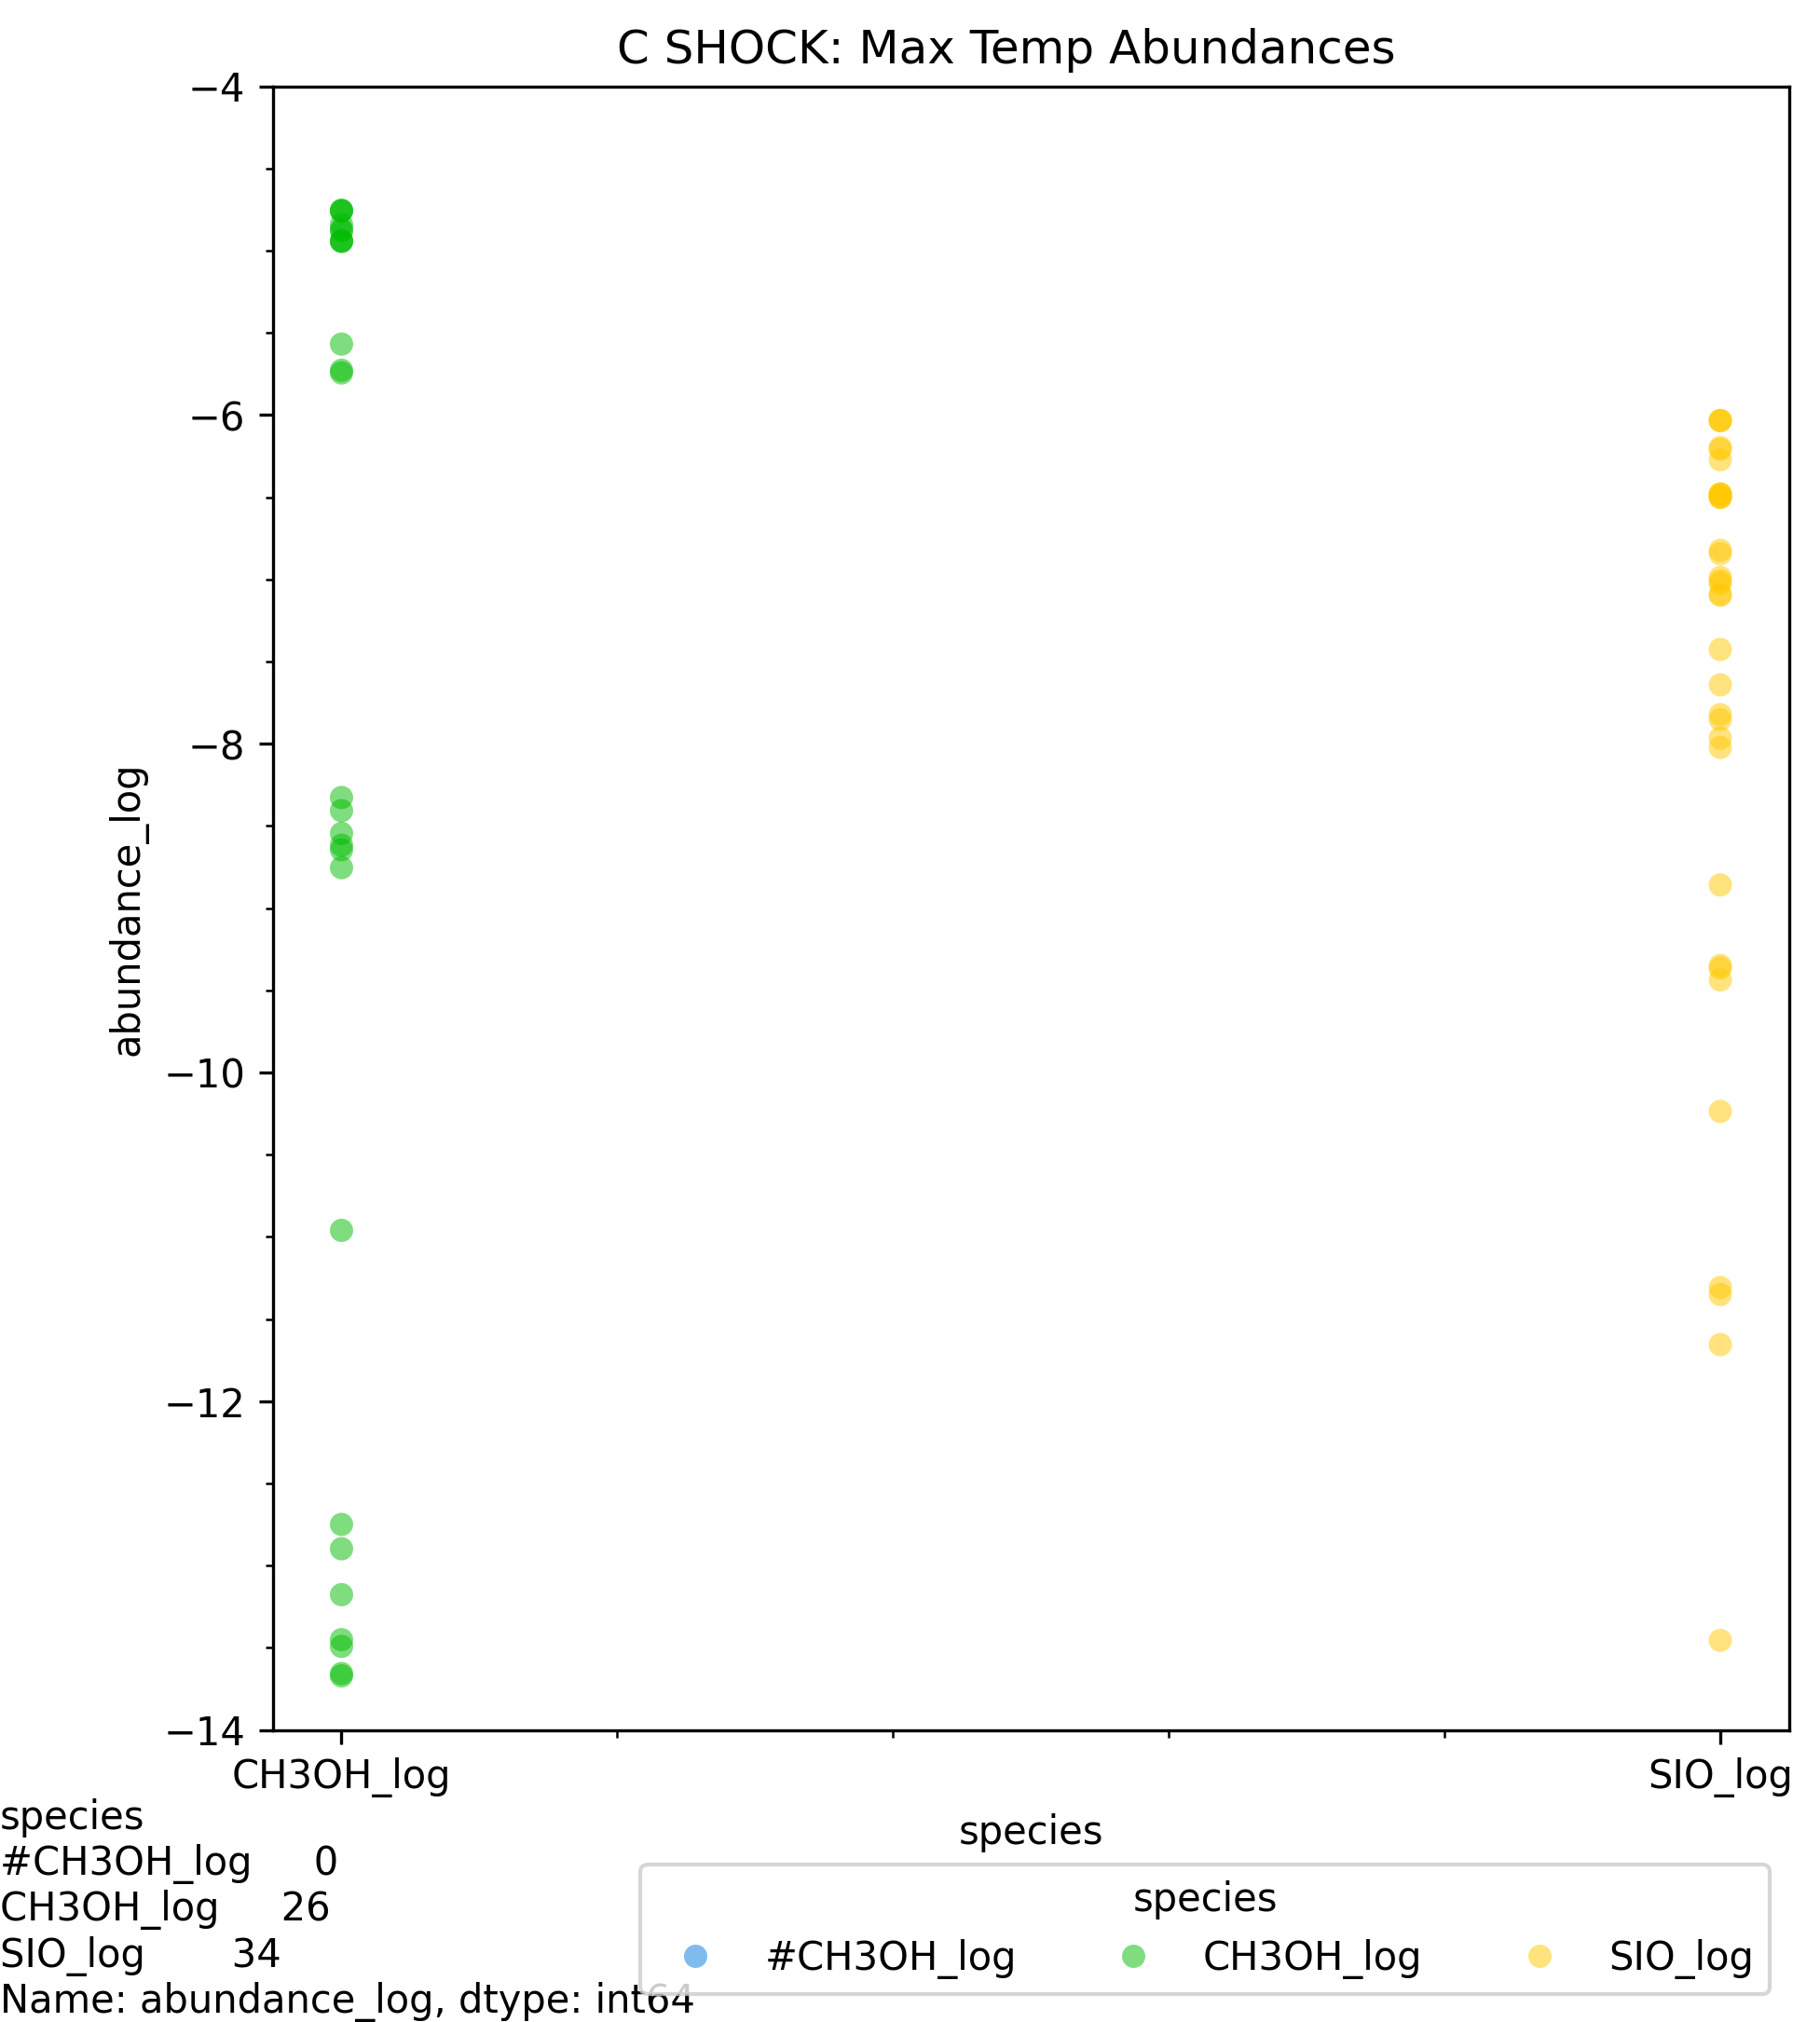 C SHOCK: Max Temp Abundances
−4
−6
−8
−10
−12
−14
abundance_log
CH3OH_log SIO_log
species
species
#CH3OH_log 0
CH3OH_log 26
SIO_log 34
Name: abundance_log, dtype: int64
species
#CH3OH_log CH3OH_log SIO_log